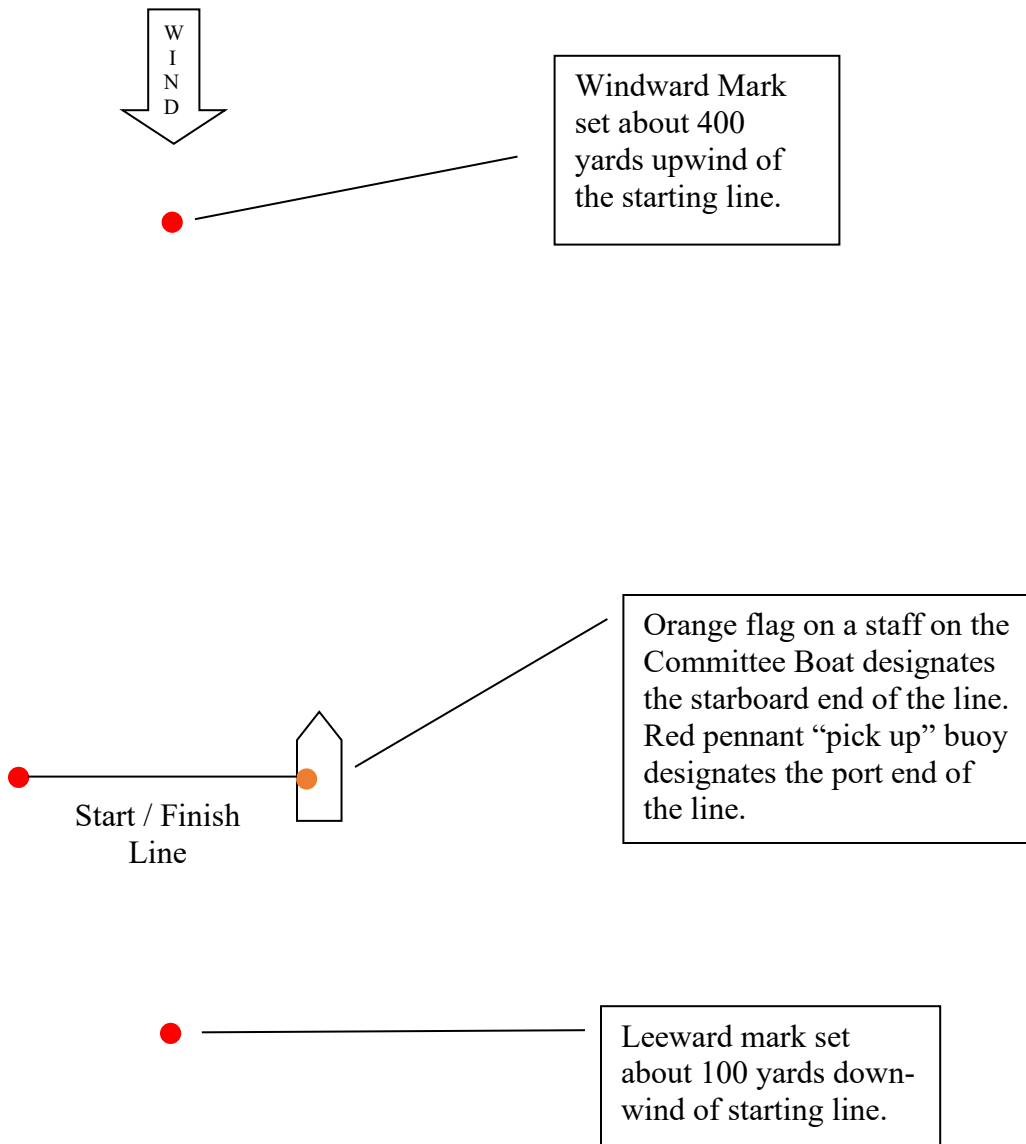 W
I
N
D
Windward Mark
set about 400
yards upwind of
the starting line.
Orange flag on a staff on the
Committee Boat designates
the starboard end of the line.
Red pennant “pick up” buoy
designates the port end of
the line.
Start / Finish
Line
Leeward mark set
about 100 yards down-
wind of starting line.